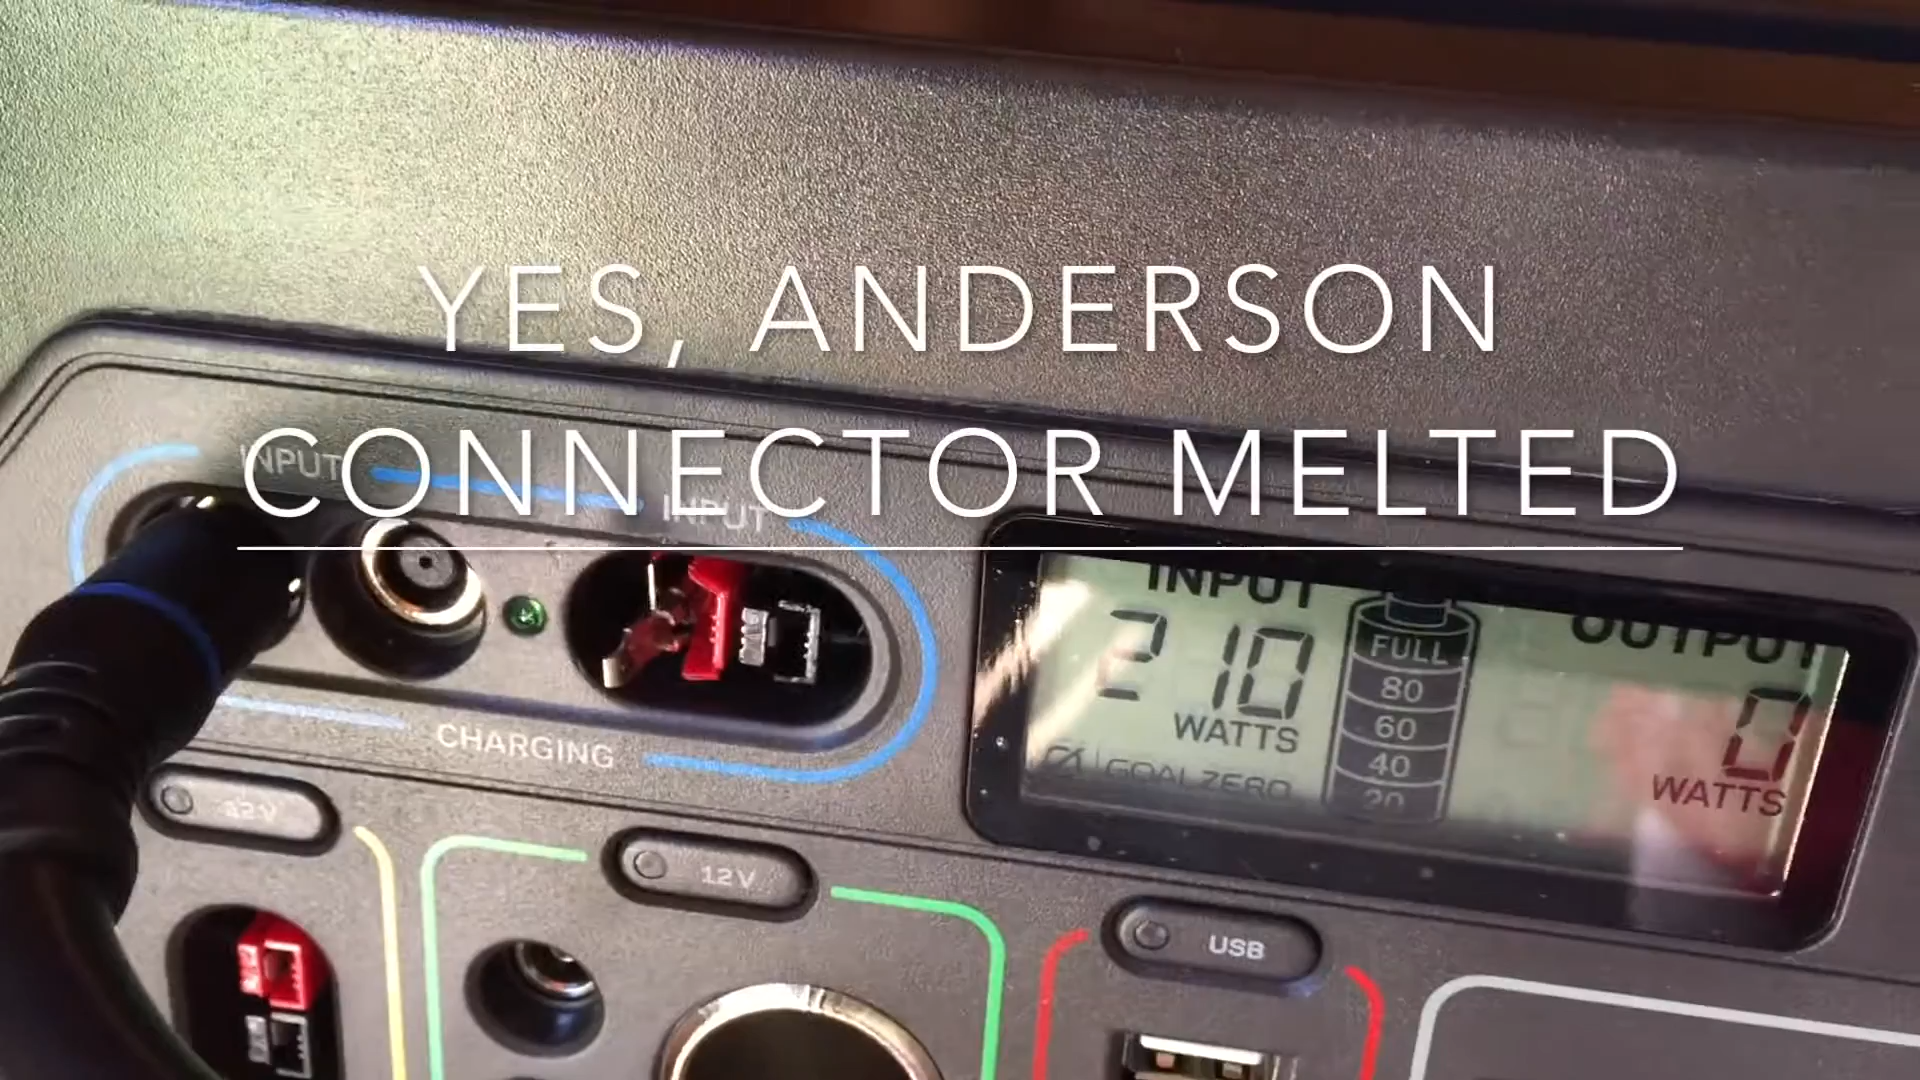 YES, ANDERSON
CONNECTOR MELTED
INPUT
INPUT
CHARGING
INPUT
210
WATTS
GOALZERO
FULL
80
60
40
20
OUTPUT
0
WATTS
12V
12V
USB